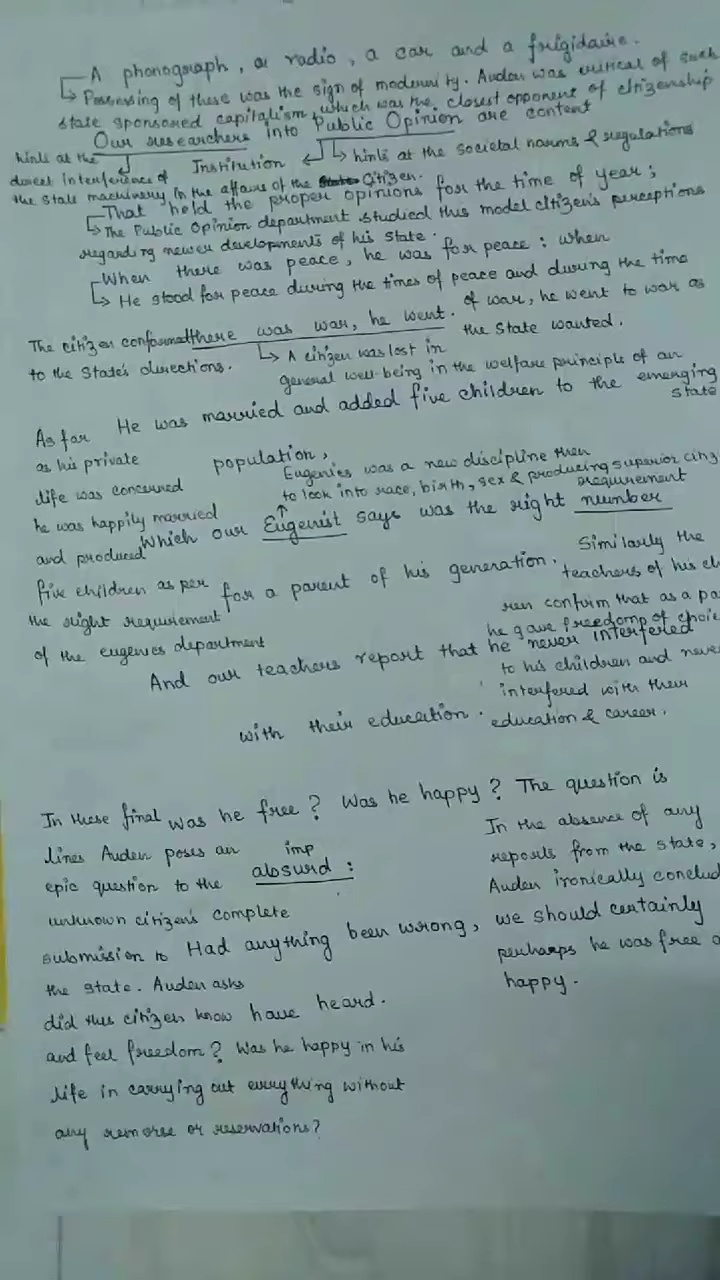 A phonograph, a radio, a car and a frigidaire.
Possessing of these was the sign of modernity. Auden was critical of such
state sponsored capitalism, which was the closest opponent of citizenship
Our researchers into Public Opinion are content
hints at the
direct interference of
the State machinery in the affairs of the Citizen.
Institution
hints at the societal norms & regulations
That held the proper opinions for the time of year;
The Public Opinion department studied this model citizen's perceptions
regarding newer developments of his State.
When there was peace, he was for peace: when
He stood for peace during the times of peace and during the time
of war, he went to war as
the State wanted.
there was war, he went.
The citizen conformed
to the State's directions.
A citizen was lost in
general well-being in the welfare principle of an
emerging
state
He was married and added five children to the
population,
As far
as his private
life was concerned
he was happily married
and produced
five children as per
the right requirement
of the eugenics department
Eugenics was a new discipline then
to look into race, birth, sex & producing superior
requirement
Which our Eugenist says was the right number
for a parent of his generation.
Similarly the
teachers of his
confirm that as a
he gave freedom of
to his children and
interfered with their
education & career.
And our teachers report that he never interfered
with their education.
In these final
lines Auden poses an
epic question to the
unknown citizen's complete
submission to
the state. Auden asks
did this citizen know
and feel freedom? Was he happy in his
life in carrying out everything without
any remorse or reservations?
Was he free? Was he happy? The question is
imp
absurd:
Had anything been wrong, we should certainly
have heard.
In the absence of any
reports from the state,
Auden ironically
perharps he was free
happy.